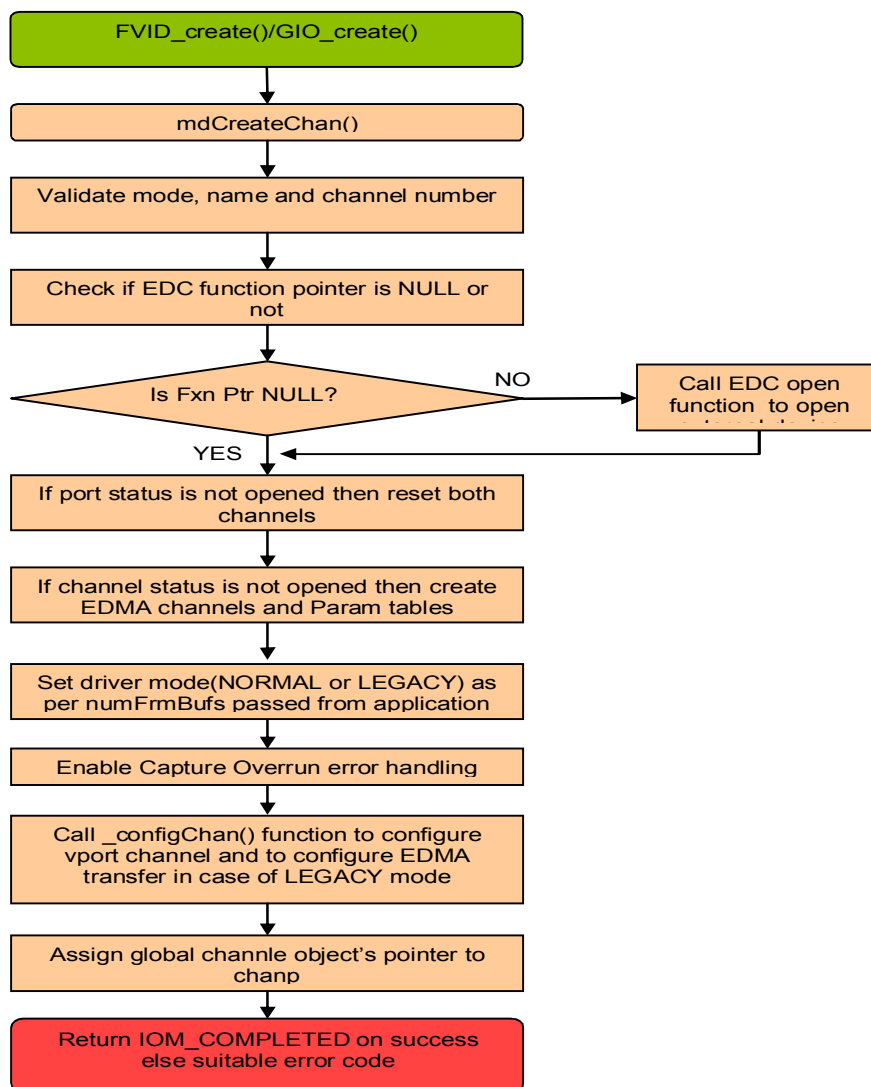 FVID_create()/GIO_create()
mdCreateChan()
Validate mode, name and channel number
Check if EDC function pointer is NULL or
not
Is Fxn Ptr NULL?
NO
Call EDC open
function to open
YES
If port status is not opened then reset both
channels
If channel status is not opened then create
EDMA channels and Param tables
Set driver mode(NORMAL or LEGACY) as
per numFrmBufs passed from application
Enable Capture Overrun error handling
Call _configChan() function to configure
vport channel and to configure EDMA
transfer in case of LEGACY mode
Assign global channle object's pointer to
chanp
Return IOM_COMPLETED on success
else suitable error code